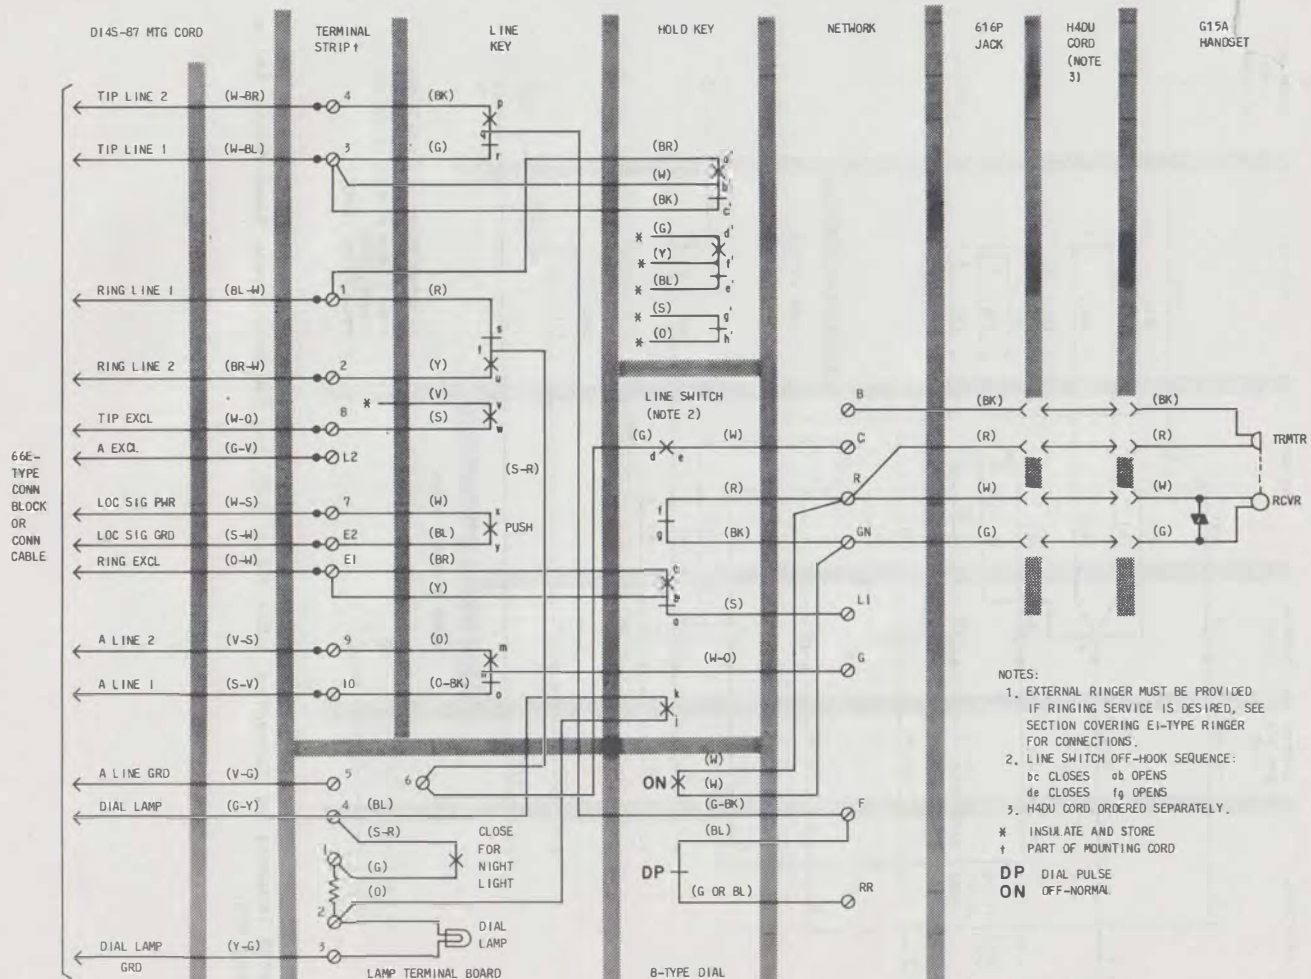 D14S-87 MTG CORD
TERMINAL
STRIP†
LINE
KEY
HOLD KEY
NETWORK
616P
JACK
H4DU
CORD
(NOTE
3)
G15A
HANDSET
TIP LINE 2 (W-BR) 4 (BK) p
q
TIP LINE 1 (W-BL) 3 (G) r
(BR) a'
(W) b'
(BK) c'
(G) d'
(Y) f'
(BL) e'
(S) g'
(O) h'
RING LINE 1 (BL-W) 1 (R)
s
t
RING LINE 2 (BR-W) 2 (Y) u
(V) v
TIP EXCL (W-O) 8 (S) w
A EXCL (G-V) L2
(S-R)
LOC SIG PWR (W-S) 7 (W) x
PUSH
LOC SIG GRD (S-W) E2 (BL) y
RING EXCL (O-W) E1 (BR)
(Y)
A LINE 2 (V-S) 9 (O) m
n
A LINE 1 (S-V) 10 (O-BK) o
66E-
TYPE
CONN
BLOCK
OR
CONN
CABLE
LINE SWITCH
(NOTE 2)
(G) (W)
d e
(R)
f
g
(BK)
c
b
(S)
a
(W-O)
k
j
B
C
R
GN
L1
G
F
RR
(BK) (BK)
(R) (R)
(W) (W)
(G) (G)
TRMTR
RCVR
A LINE GRD (V-G) 5 6
DIAL LAMP (G-Y) 4 (BL)
(S-R)
1
(G)
(O)
2
CLOSE
FOR
NIGHT
LIGHT
DIAL
LAMP
DIAL LAMP (Y-G) 3
GRD
LAMP TERMINAL BOARD
(W)
ON (W)
(G-BK)
(BL)
DP
(G OR BL)
8-TYPE DIAL
NOTES:
1. EXTERNAL RINGER MUST BE PROVIDED
IF RINGING SERVICE IS DESIRED, SEE
SECTION COVERING E1-TYPE RINGER
FOR CONNECTIONS.
2. LINE SWITCH OFF-HOOK SEQUENCE:
bc CLOSES ab OPENS
de CLOSES fg OPENS
3. H4DU CORD ORDERED SEPARATELY.
* INSULATE AND STORE
† PART OF MOUNTING CORD
DP DIAL PULSE
ON OFF-NORMAL